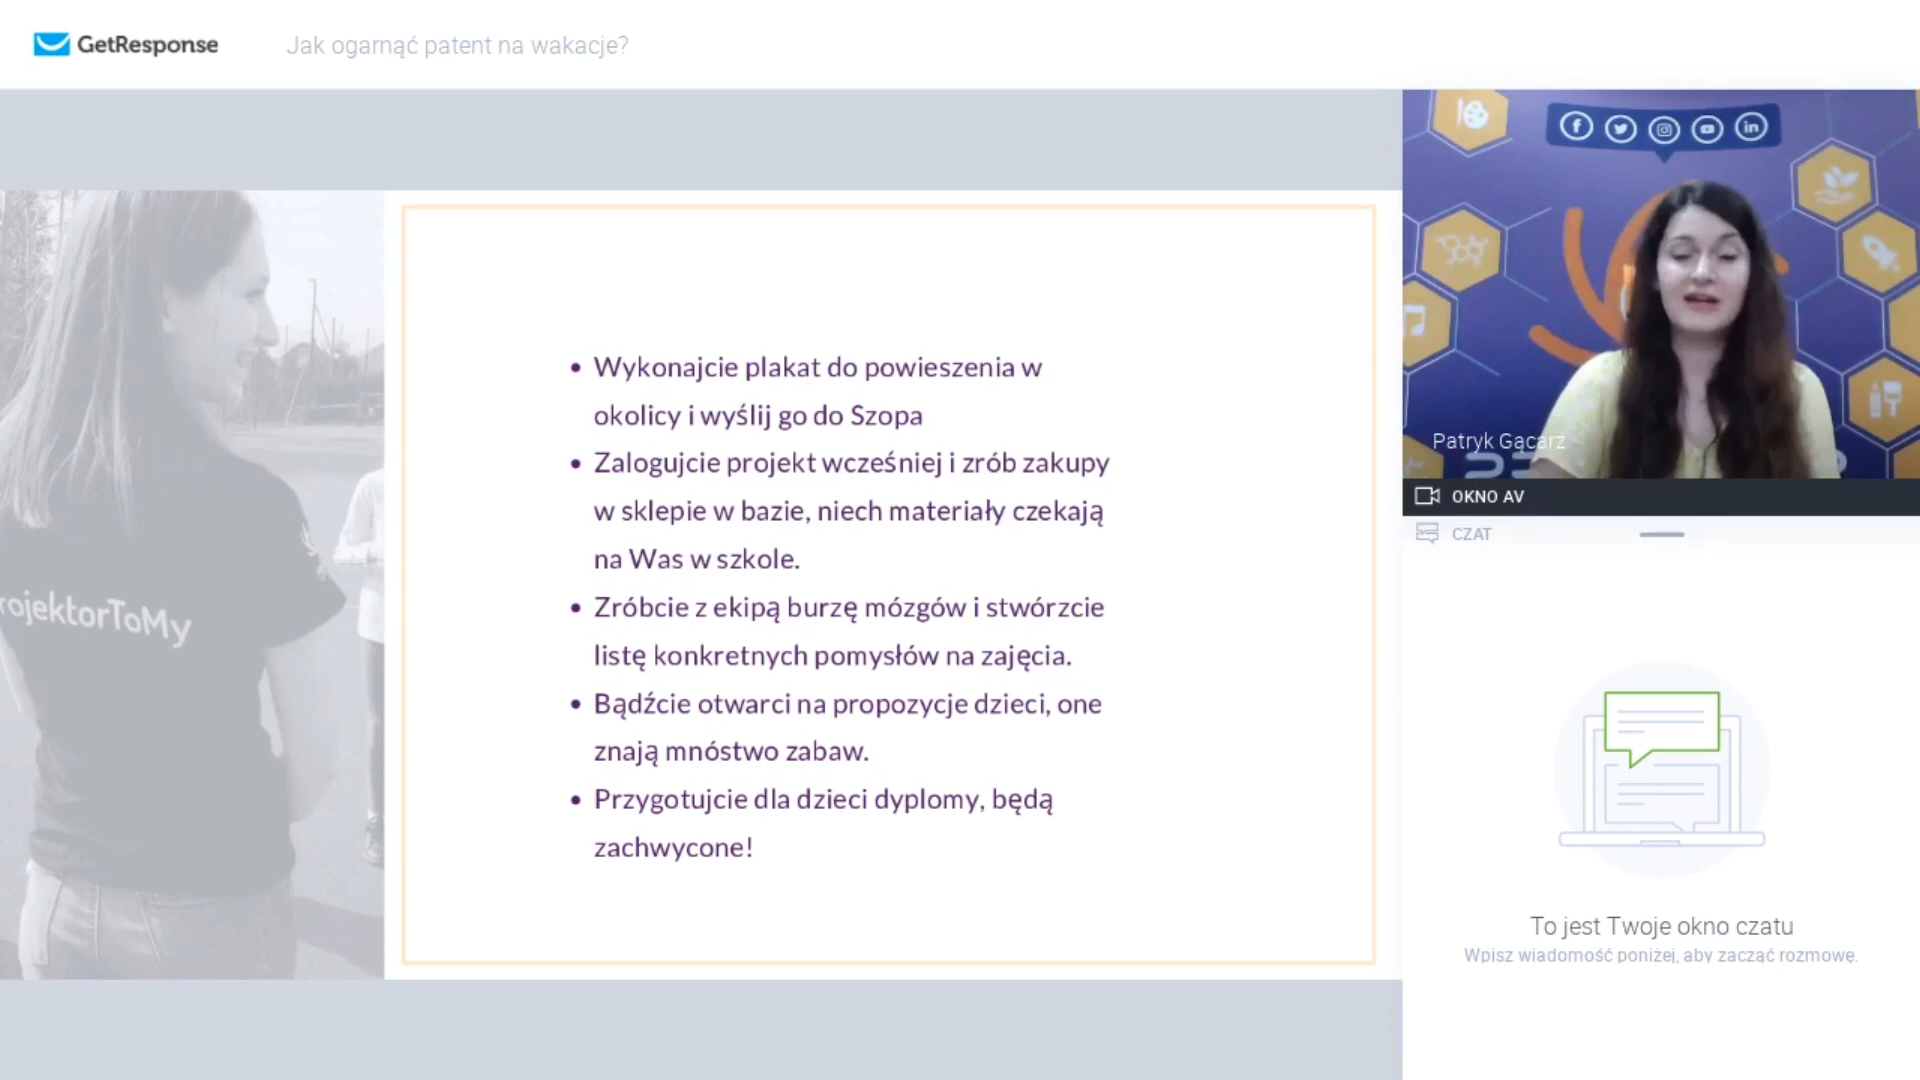 GetResponse
Jak ogarnąć patent na wakacje?
Wykonajcie plakat do powieszenia w
okolicy i wyślij go do Szopa
Zalogujcie projekt wcześniej i zrób zakupy
w sklepie w bazie, niech materiały czekają
na Was w szkole.
Zróbcie z ekipą burzę mózgów i stwórzcie
listę konkretnych pomysłów na zajęcia.
Bądźcie otwarci na propozycje dzieci, one
znają mnóstwo zabaw.
Przygotujcie dla dzieci dyplomy, będą
zachwycone!
rojektorToMy
Patryk Gącarz
OKNO AV
CZAT
To jest Twoje okno czatu
Wpisz wiadomość poniżej, aby zacząć rozmowę.